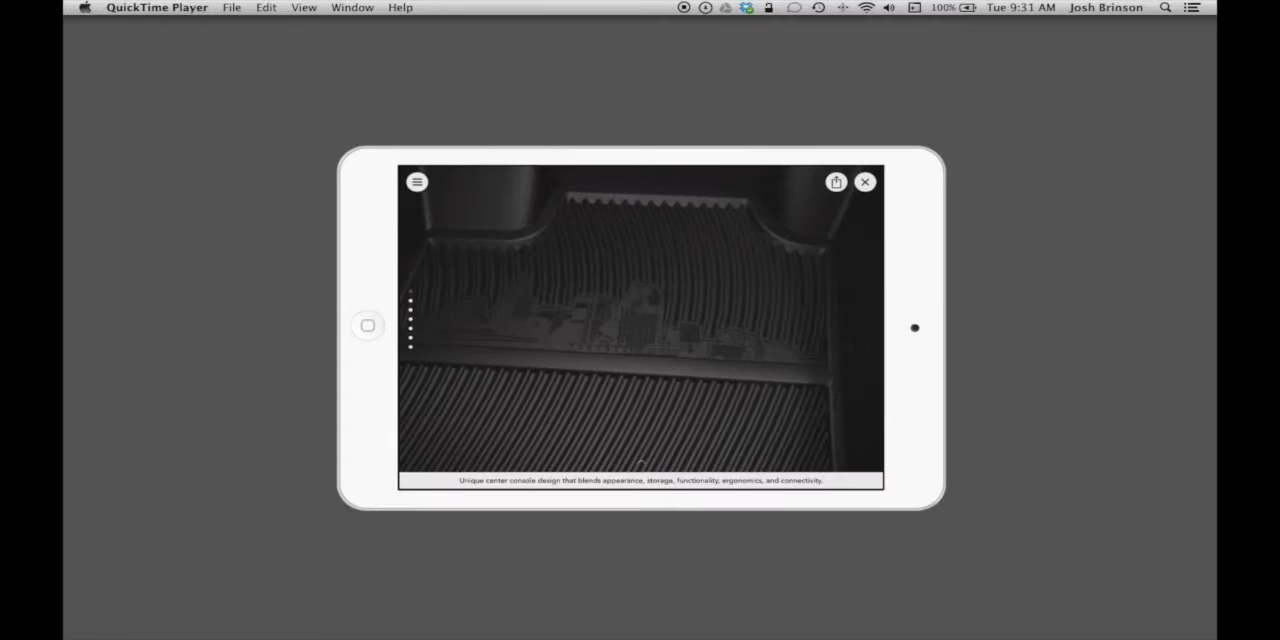 QuickTime Player File Edit View Window Help 100% Tue 9:31 AM Josh Brinson
Unique center console design that blends appearance, storage, functionality, ergonomics, and connectivity.